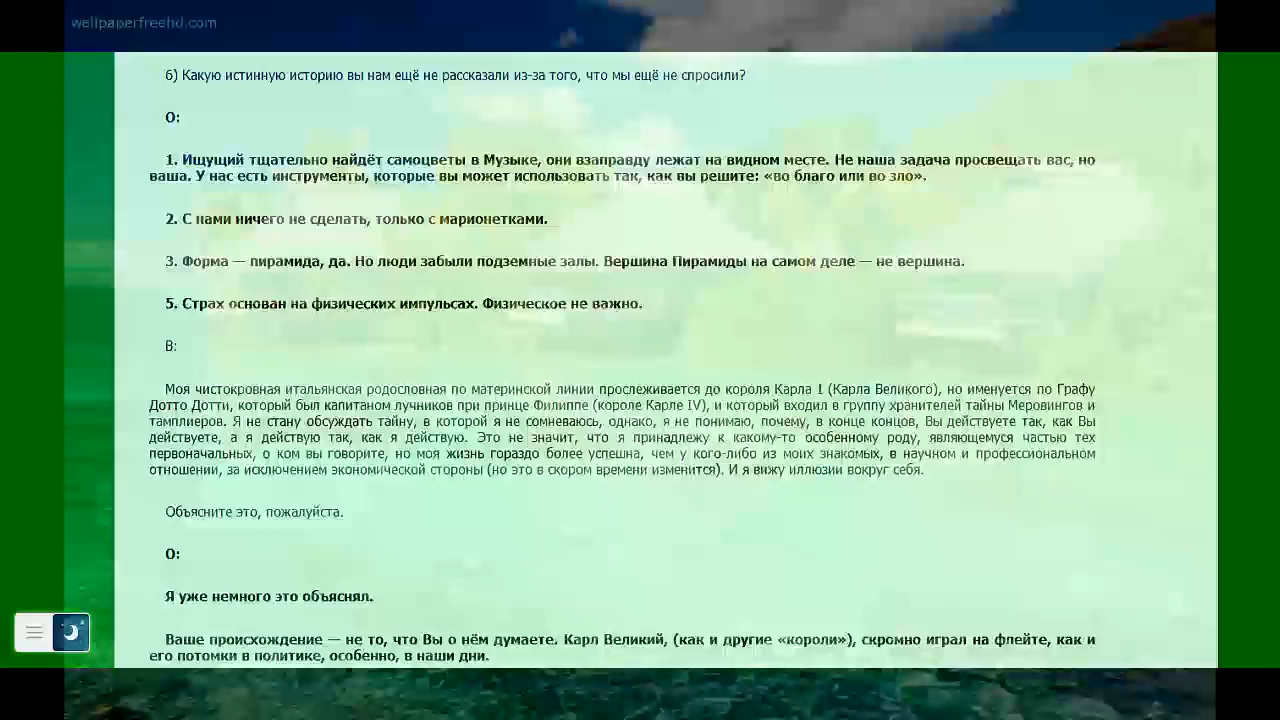 wellpaperfreehd.com
6) Какую истинную историю вы нам ещё не рассказали из-за того, что мы ещё не спросили?
О:
1. Ищущий тщательно найдёт самоцветы в Музыке, они взаправду лежат на видном месте. Не наша задача просвещать вас, но
ваша. У нас есть инструменты, которые вы может использовать так, как вы решите: «во благо или во зло».
2. С нами ничего не сделать, только с марионетками.
3. Форма — пирамида, да. Но люди забыли подземные залы. Вершина Пирамиды на самом деле — не вершина.
5. Страх основан на физических импульсах. Физическое не важно.
В:
Моя чистокровная итальянская родословная по материнской линии прослеживается до короля Карла I (Карла Великого), но именуется по Графу
Дотто Дотти, который был капитаном лучников при принце Филиппе (короле Карле IV), и который входил в группу хранителей тайны Меровингов и
тамплиеров. Я не стану обсуждать тайну, в которой я не сомневаюсь, однако, я не понимаю, почему, в конце концов, Вы действуете так, как Вы
действуете, а я действую так, как я действую. Это не значит, что я принадлежу к какому-то особенному роду, являющемуся частью тех
первоначальных, о ком вы говорите, но моя жизнь гораздо более успешна, чем у кого-либо из моих знакомых, в научном и профессиональном
отношении, за исключением экономической стороны (но это в скором времени изменится). И я вижу иллюзии вокруг себя.
Объясните это, пожалуйста.
О:
Я уже немного это объяснял.
Ваше происхождение — не то, что Вы о нём думаете. Карл Великий, (как и другие «короли»), скромно играл на флейте, как и
его потомки в политике, особенно, в наши дни.